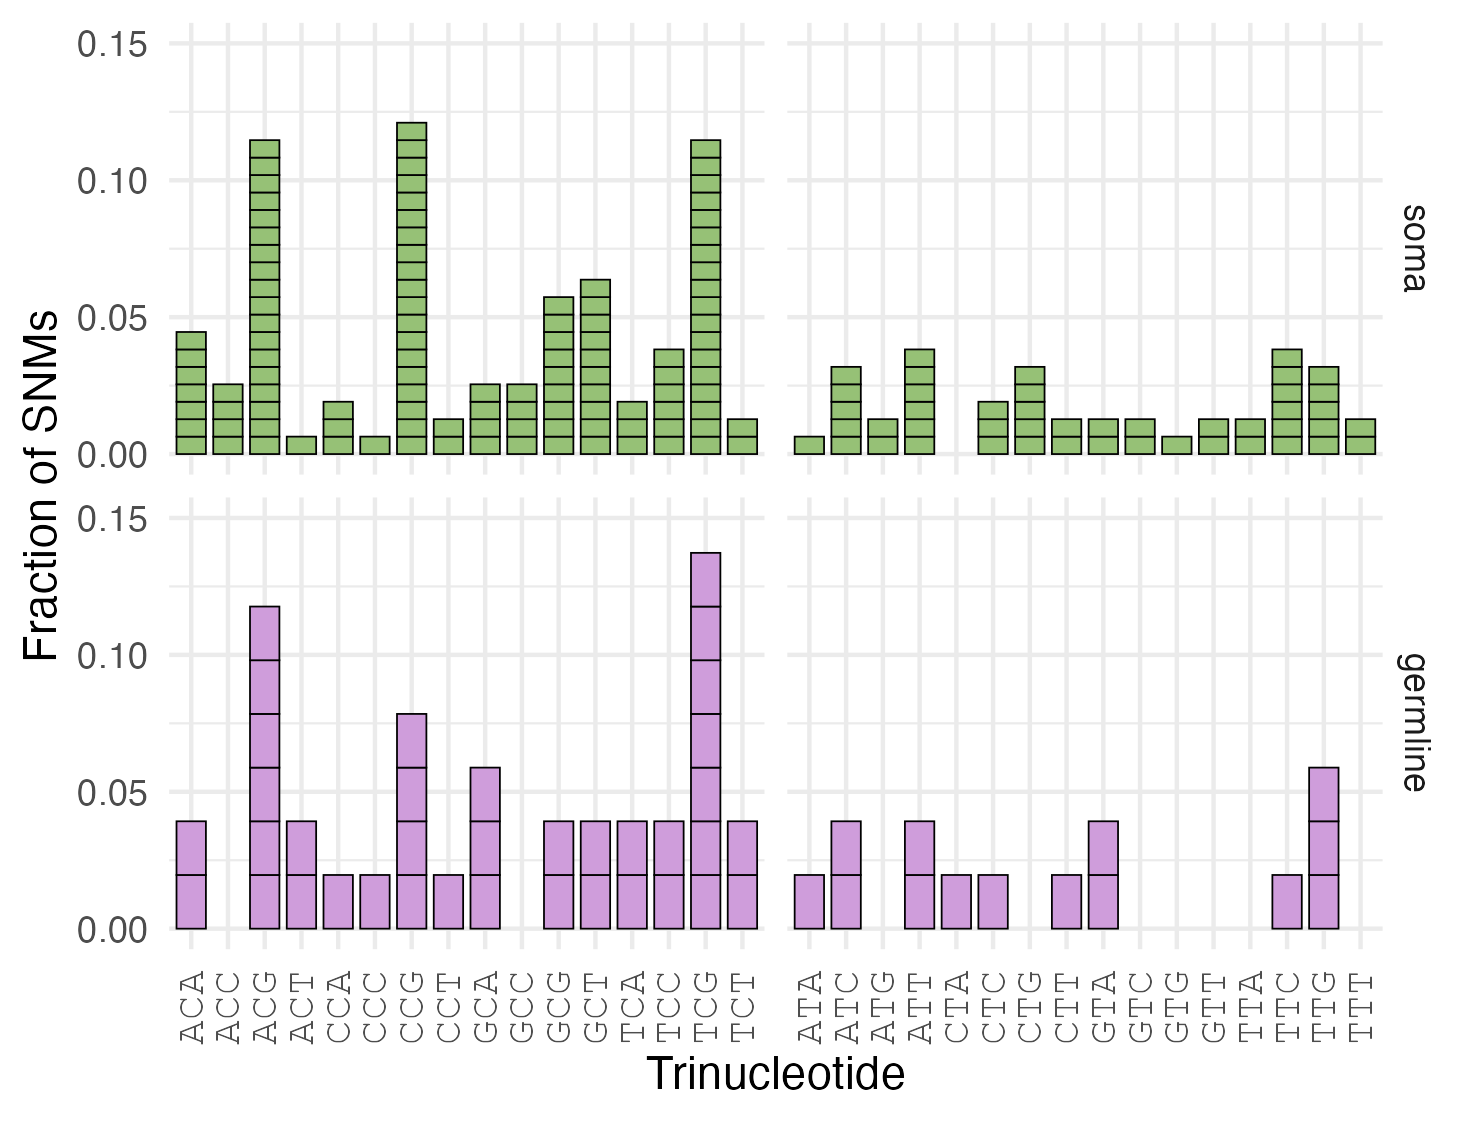 Fraction of SNMs
0.15
0.10
0.05
0.00
soma
0.15
0.10
0.05
0.00
germline
ACA ACC ACG ACT CCA CCC CCG CCT GCA GCC GCG GCT TCA TCC TCG TCT ATA ATC ATG ATT CTA CTC CTG CTT GTA GTC GTG GTT TTA TTC TTG TTT
Trinucleotide